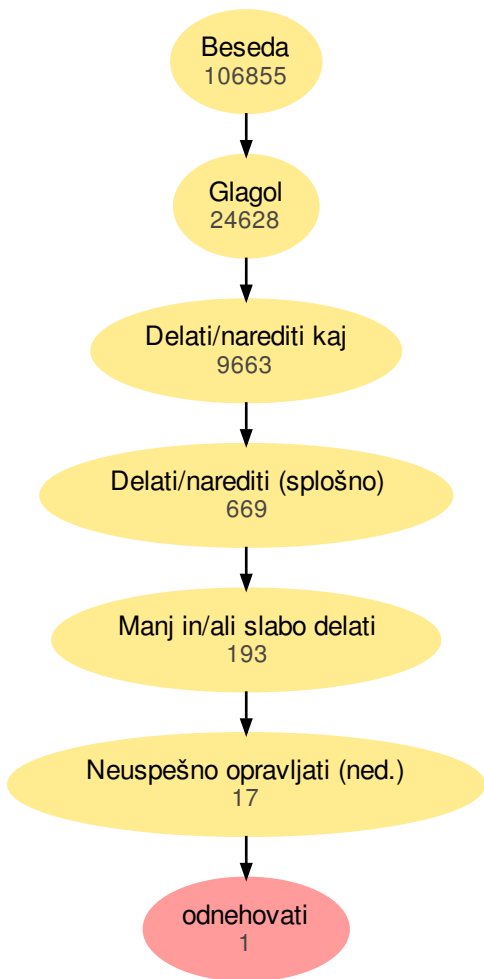 Beseda
106855
Glagol
24628
Delati/narediti kaj
9663
Delati/narediti (splošno)
669
Manj in/ali slabo delati
193
Neuspešno opravljati (ned.)
17
odnehovati
1